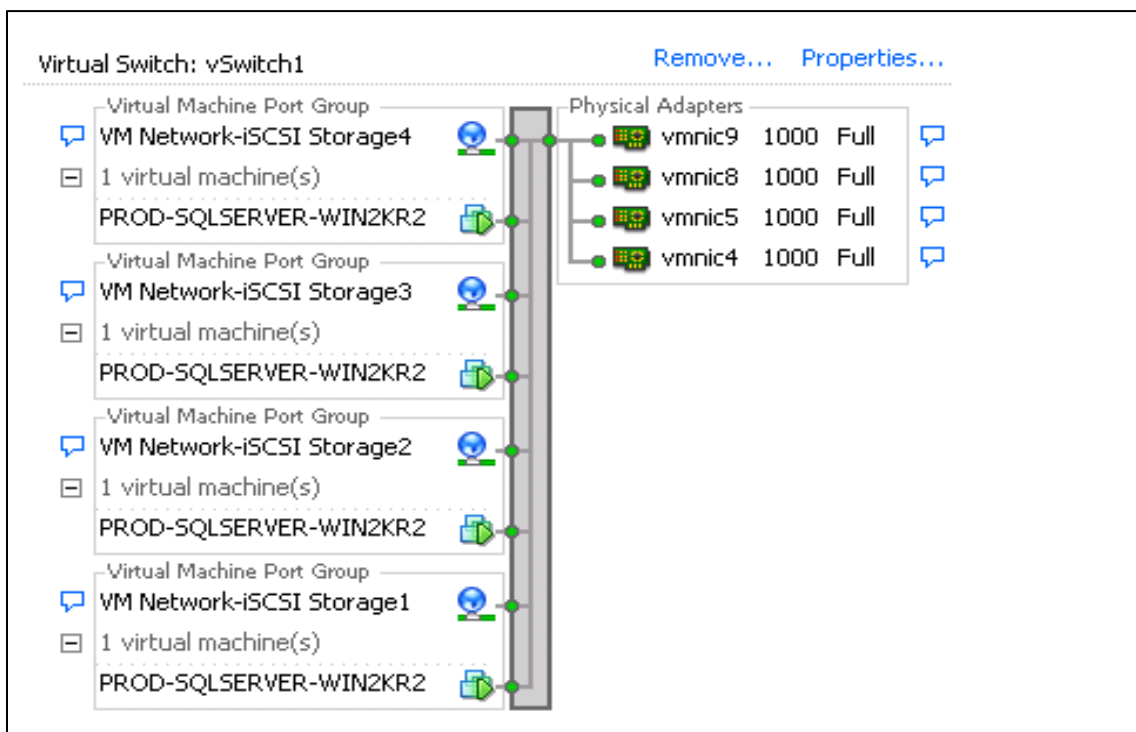 Virtual Switch: vSwitch1 Remove... Properties...
Virtual Machine Port Group
VM Network-iSCSI Storage4
1 virtual machine(s)
PROD-SQLSERVER-WIN2KR2
Virtual Machine Port Group
VM Network-iSCSI Storage3
1 virtual machine(s)
PROD-SQLSERVER-WIN2KR2
Virtual Machine Port Group
VM Network-iSCSI Storage2
1 virtual machine(s)
PROD-SQLSERVER-WIN2KR2
Virtual Machine Port Group
VM Network-iSCSI Storage1
1 virtual machine(s)
PROD-SQLSERVER-WIN2KR2
Physical Adapters
vmnic9 1000 Full
vmnic8 1000 Full
vmnic5 1000 Full
vmnic4 1000 Full